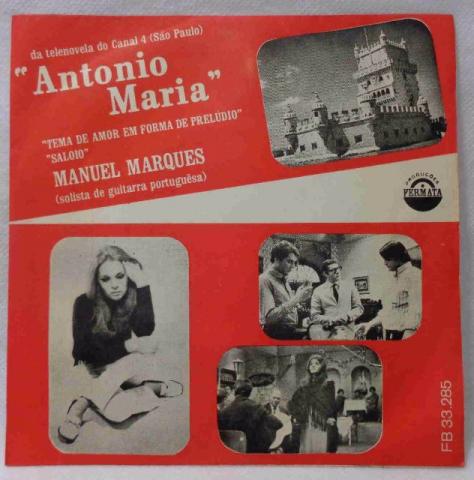 da telenovela do Canal 4 (São Paulo)
"Antonio
Maria"
"TEMA DE AMOR EM FORMA DE PRELÚDIO"
"SALOIO"
MANUEL MARQUES
(solista de guitarra portuguêsa)
PRODUÇÕES
FERMATA
FB 33.285